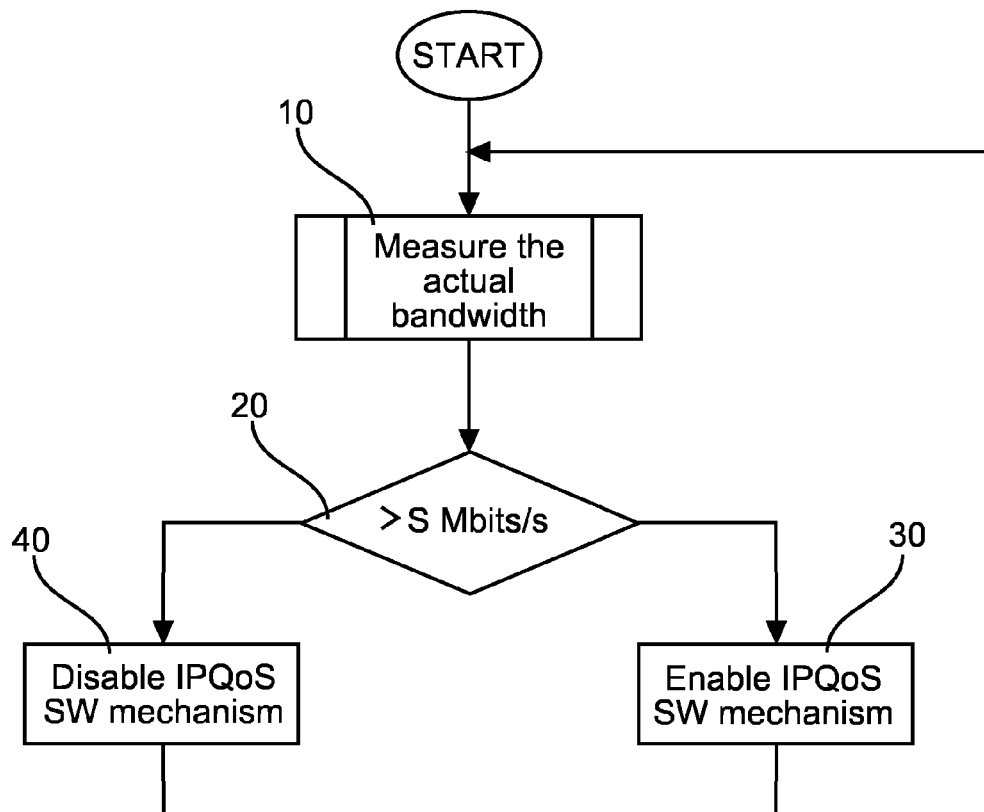 START
10
Measure the
actual
bandwidth
20
> S Mbits/s
40
30
Disable IPQoS
SW mechanism
Enable IPQoS
SW mechanism